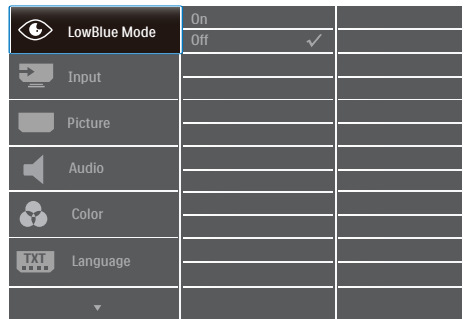 LowBlue Mode
On
Off
Input
Picture
Audio
Color
TXT
Language